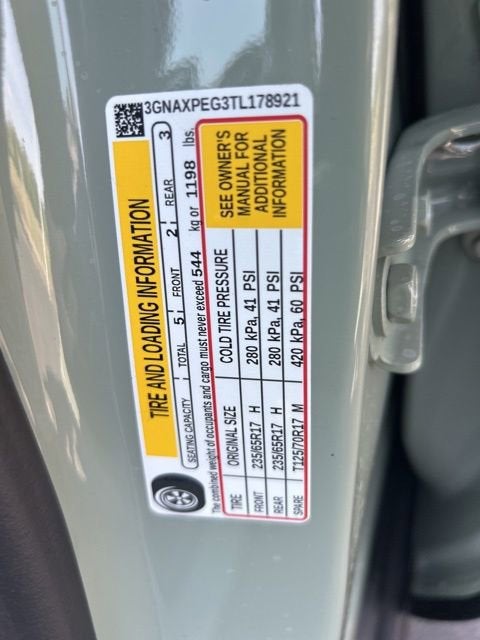 3GNAXPEG3TL178921
TIRE AND LOADING INFORMATION
SEATING CAPACITY TOTAL 5 FRONT 2 REAR 3
The combined weight of occupants and cargo must never exceed 544 kg or 1198 lbs.
TIRE ORIGINAL SIZE COLD TIRE PRESSURE
FRONT 235/65R17 H 280 kPa, 41 PSI
REAR 235/65R17 H 280 kPa, 41 PSI
SPARE T125/70R17 M 420 kPa, 60 PSI
SEE OWNER'S
MANUAL FOR
ADDITIONAL
INFORMATION